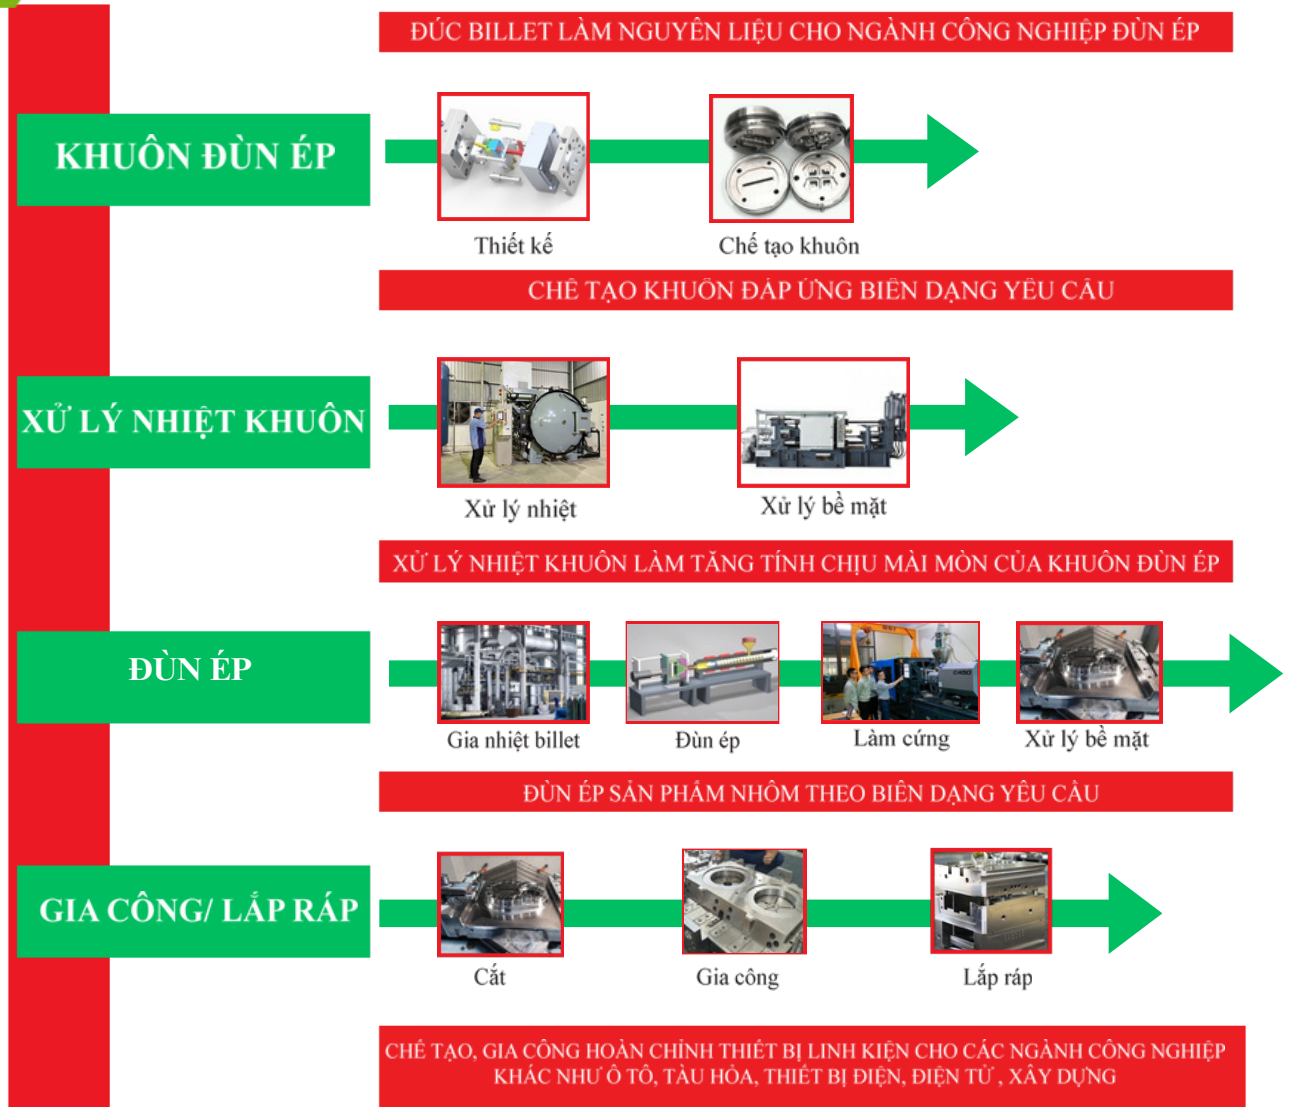 ĐÚC BILLET LÀM NGUYÊN LIỆU CHO NGÀNH CÔNG NGHIỆP ĐÙN ÉP
KHUÔN ĐÙN ÉP
Thiết kế
Chế tạo khuôn
CHẾ TẠO KHUÔN ĐÁP ỨNG BIÊN DẠNG YÊU CẦU
XỬ LÝ NHIỆT KHUÔN
Xử lý nhiệt
Xử lý bề mặt
XỬ LÝ NHIỆT KHUÔN LÀM TĂNG TÍNH CHỊU MÀI MÒN CỦA KHUÔN ĐÙN ÉP
ĐÙN ÉP
Gia nhiệt billet
Đùn ép
Làm cứng
Xử lý bề mặt
ĐÙN ÉP SẢN PHẨM NHÔM THEO BIÊN DẠNG YÊU CẦU
GIA CÔNG/ LẮP RÁP
Cắt
Gia công
Lắp ráp
CHẾ TẠO, GIA CÔNG HOÀN CHỈNH THIẾT BỊ LINH KIỆN CHO CÁC NGÀNH CÔNG NGHIỆP
KHÁC NHƯ Ô TÔ, TÀU HỎA, THIẾT BỊ ĐIỆN, ĐIỆN TỬ , XÂY DỰNG